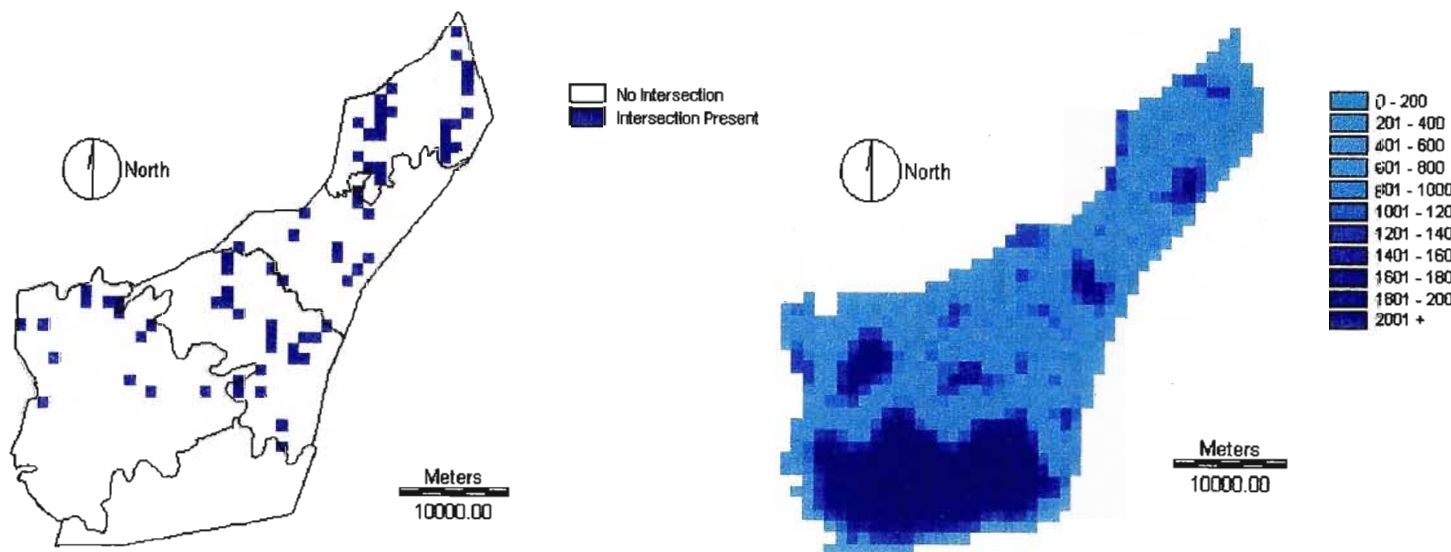 No Intersection
Intersection Present
North
Meters
10000.00
North
0 - 200
201 - 400
401 - 600
601 - 800
801 - 1000
1001 - 120
1201 - 140
1401 - 160
1601 - 180
1801 - 200
2001 +
Meters
10000.00